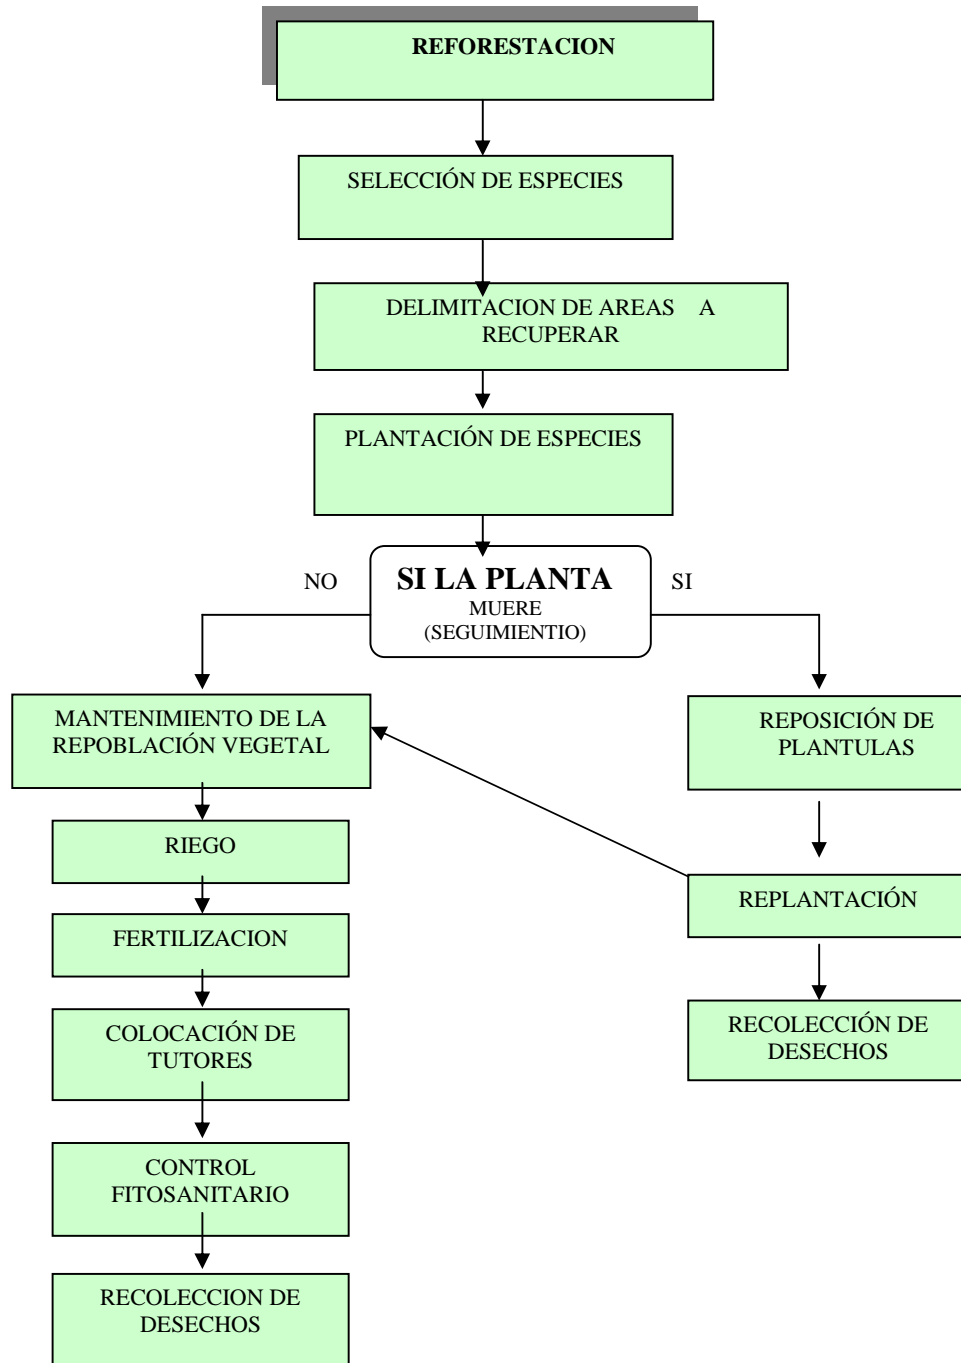 REFORESTACION
SELECCIÓN DE ESPECIES
DELIMITACION DE AREAS A
RECUPERAR
PLANTACIÓN DE ESPECIES
NO
SI LA PLANTA
MUERE
(SEGUIMIENTIO)
SI
MANTENIMIENTO DE LA
REPOBLACIÓN VEGETAL
RIEGO
FERTILIZACION
COLOCACIÓN DE
TUTORES
CONTROL
FITOSANITARIO
RECOLECCION DE
DESECHOS
REPOSICIÓN DE
PLANTULAS
REPLANTACIÓN
RECOLECCIÓN DE
DESECHOS